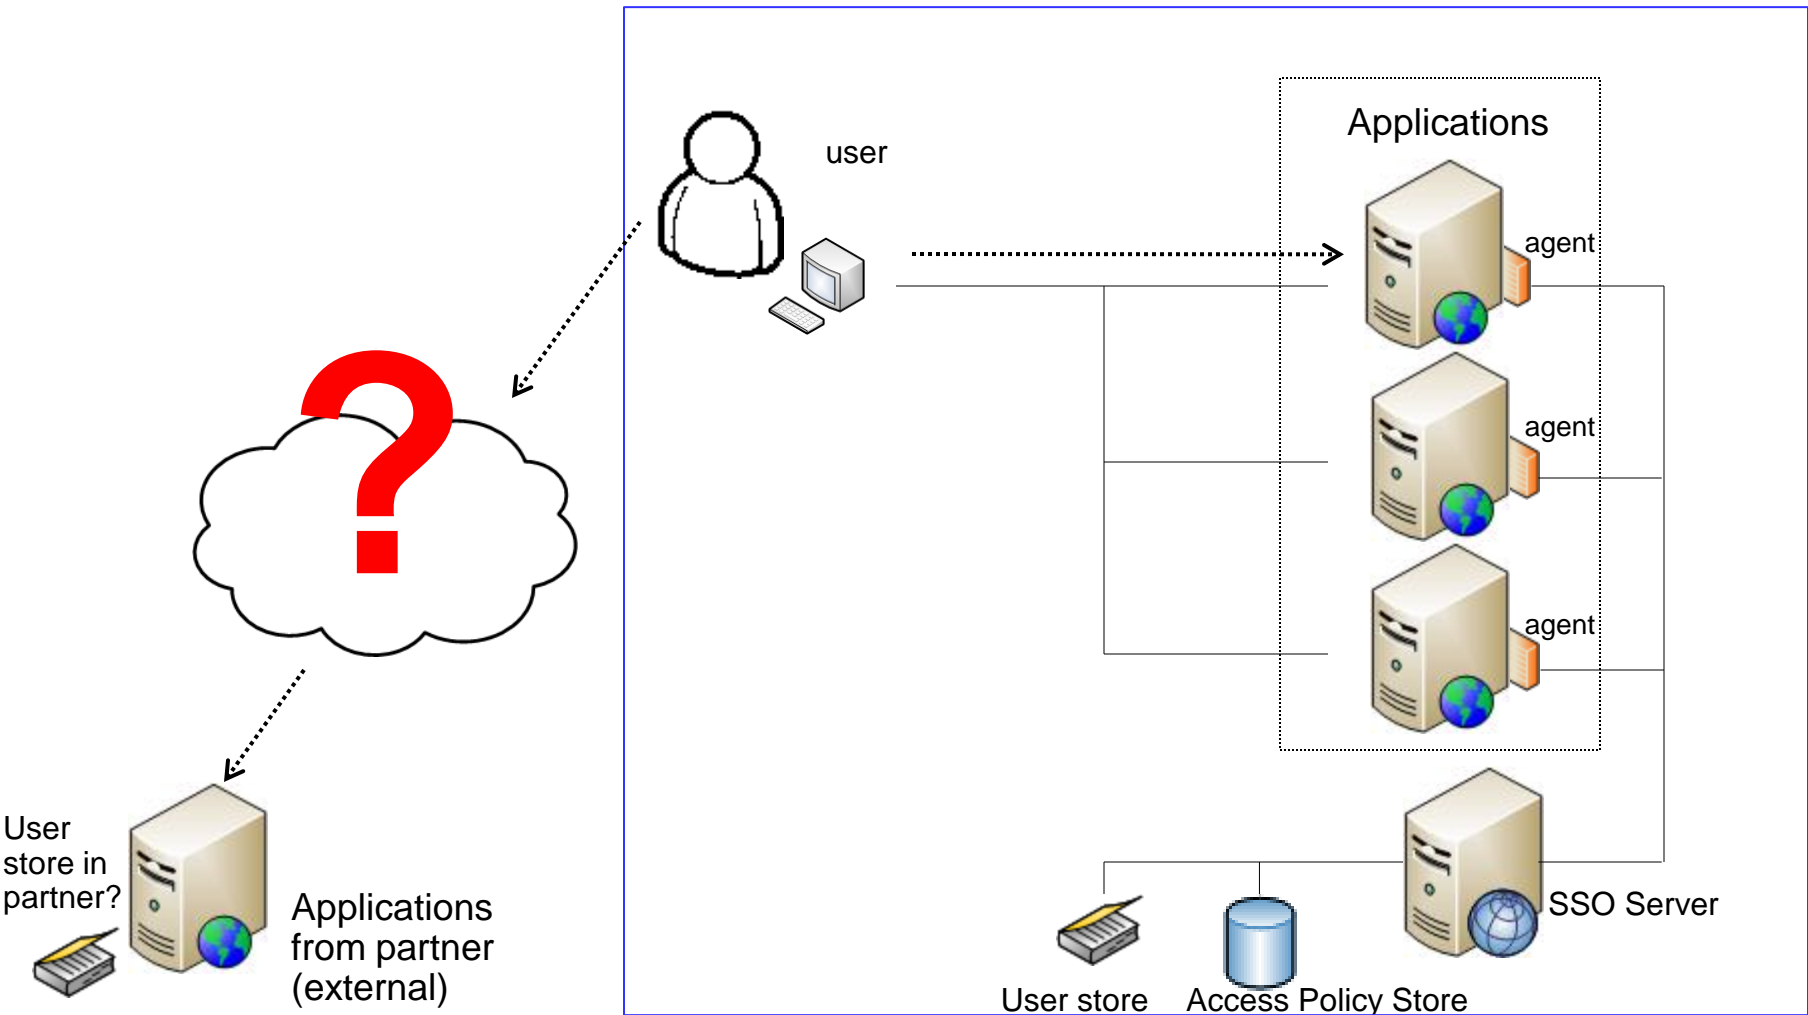 Applications
user
agent
agent
agent
User
store in
partner?
Applications
from partner
(external)
SSO Server
User store
Access Policy Store
?